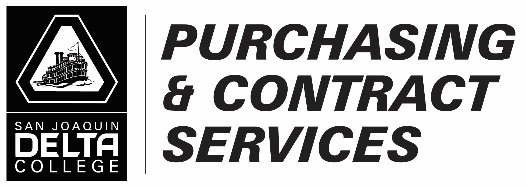 SAN JOAQUIN
DELTA
COLLEGE
PURCHASING
& CONTRACT
SERVICES